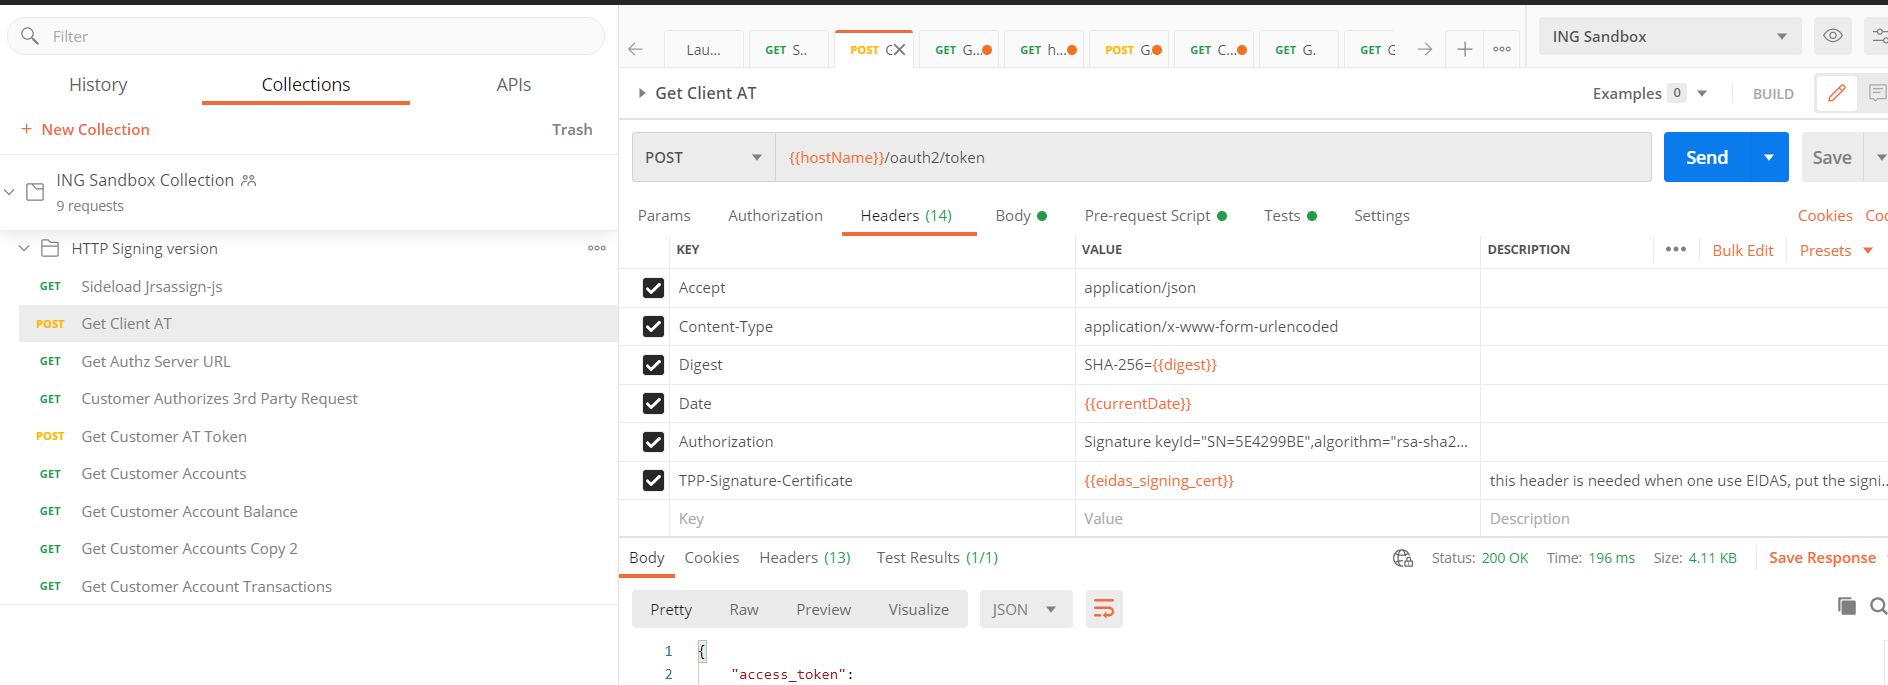 Filter
History Collections APIs
+ New Collection Trash
ING Sandbox Collection
9 requests
HTTP Signing version
GET Sideload Jrsassign-js
POST Get Client AT
GET Get Authz Server URL
GET Customer Authorizes 3rd Party Request
POST Get Customer AT Token
GET Get Customer Accounts
GET Get Customer Account Balance
GET Get Customer Accounts Copy 2
GET Get Customer Account Transactions
Lau... GET S.. POST GET G... GET h... POST G GET C... GET G. GET G
ING Sandbox
Get Client AT
Examples 0 BUILD
POST {{hostName}}/oauth2/token Send Save
Params Authorization Headers (14) Body Pre-request Script Tests Settings Cookies
KEY VALUE DESCRIPTION ••• Bulk Edit Presets
Accept application/json
Content-Type application/x-www-form-urlencoded
Digest SHA-256={{digest}}
Date {{currentDate}}
Authorization Signature keyId="SN=5E4299BE",algorithm="rsa-sha2...
TPP-Signature-Certificate {{eidas_signing_cert}} this header is needed when one use EIDAS, put the signi...
Key Value Description
Body Cookies Headers (13) Test Results (1/1) Status: 200 OK Time: 196 ms Size: 4.11 KB Save Response
Pretty Raw Preview Visualize JSON
1 {
2 "access_token":